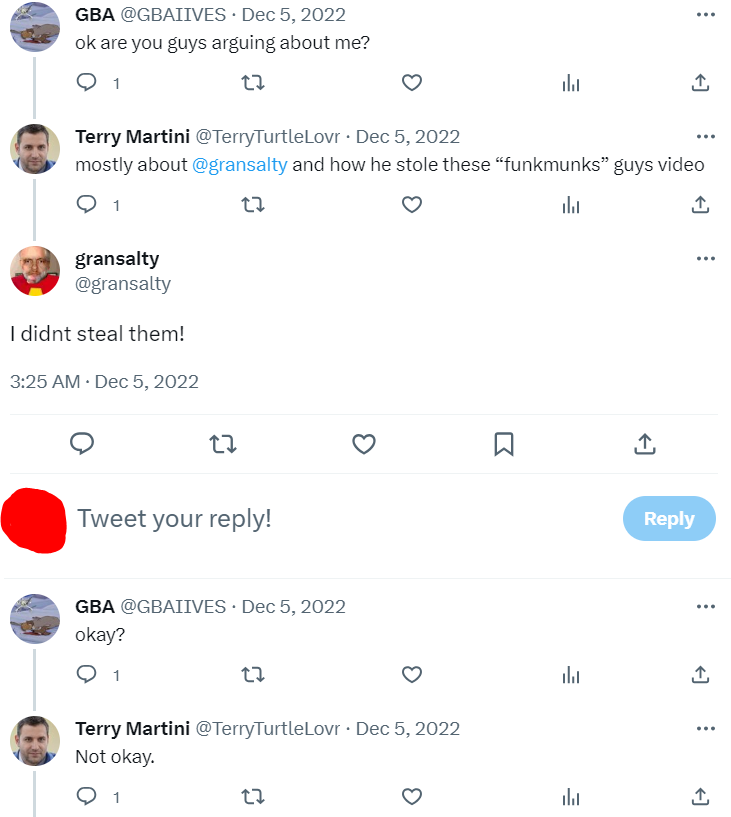 GBA @GBAIIVES · Dec 5, 2022
ok are you guys arguing about me?
1
Terry Martini @TerryTurtleLovr · Dec 5, 2022
mostly about @gransalty and how he stole these “funkmunks” guys video
1
gransalty
@gransalty
I didnt steal them!
3:25 AM · Dec 5, 2022
Tweet your reply!
Reply
GBA @GBAIIVES · Dec 5, 2022
okay?
1
Terry Martini @TerryTurtleLovr · Dec 5, 2022
Not okay.
1